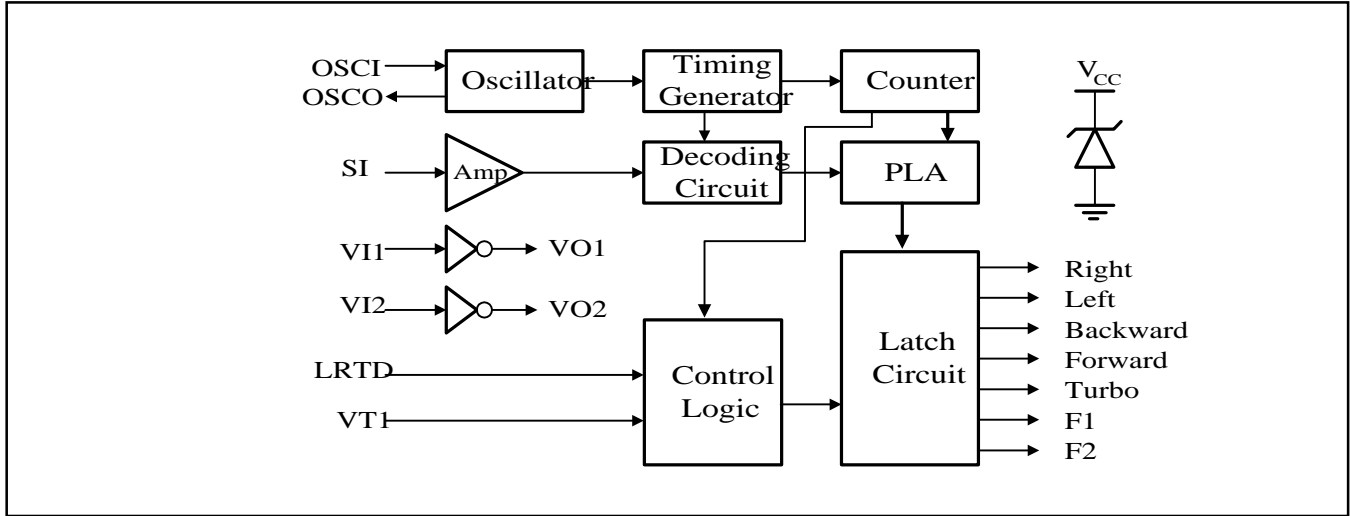 OSCI
OSCO
Oscillator
Timing
Generator
Counter
VCC
SI
Amp
Decoding
Circuit
PLA
VI1
VO1
VI2
VO2
LRTD
VT1
Control
Logic
Latch
Circuit
Right
Left
Backward
Forward
Turbo
F1
F2